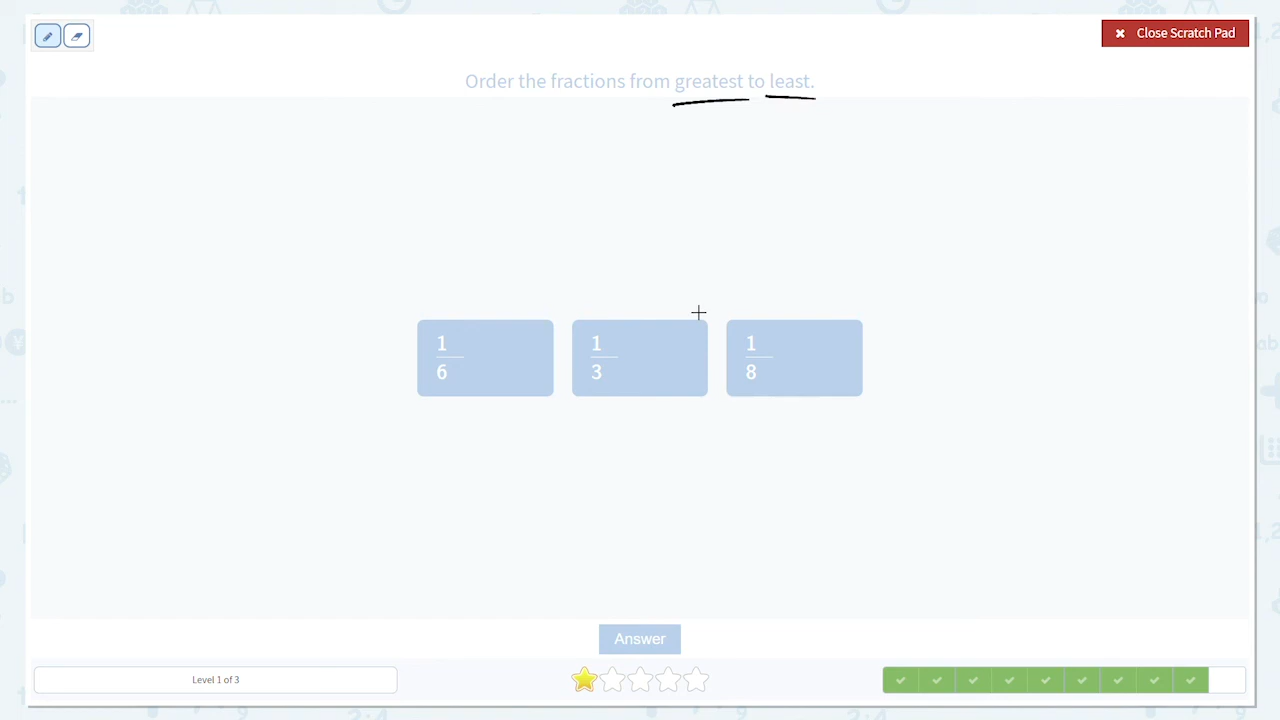 Close Scratch Pad
Order the fractions from greatest to least.
1
6
1
3
1
8
Answer
Level 1 of 3